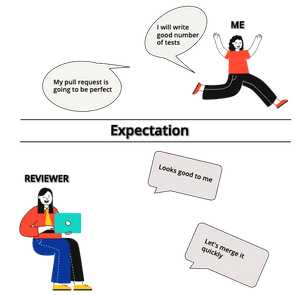 I will write
good number
of tests
ME
My pull request is
going to be perfect
Expectation
REVIEWER
Looks good to me
Let's merge it
quickly